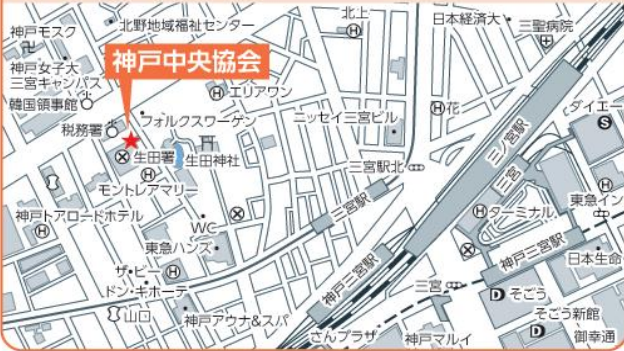 神戸モスク
北野地域福祉センター
北上
日本経済大
三聖病院
神戸女子大
三宮キャンパス
神戸中央協会
韓国領事館
エリアワン
花
ダイエー
税務署
フォルクスワーゲン
ニッセイ三宮ビル
三ノ宮駅
生田署
生田神社
三宮駅北
三宮
モントレアマリー
東急イン
神戸トアロードホテル
三宮駅
ターミナル
WC
東急ハンズ
神戸三宮駅
日本生命
ザ・ビー
神戸三宮駅
ドン・キホーテ
三宮
そごう
山口
神戸アウナ&スパ
さんプラザ
神戸マルイ
そごう新館
御幸通